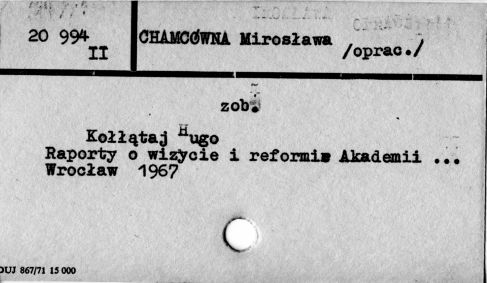 20 994
II
CHAMCÓWNA Mirosława
/oprac./
zob.
Kołłątaj Hugo
Raporty o wizycie i reformie Akademii ...
Wrocław 1967
DUJ 867/71 15 000